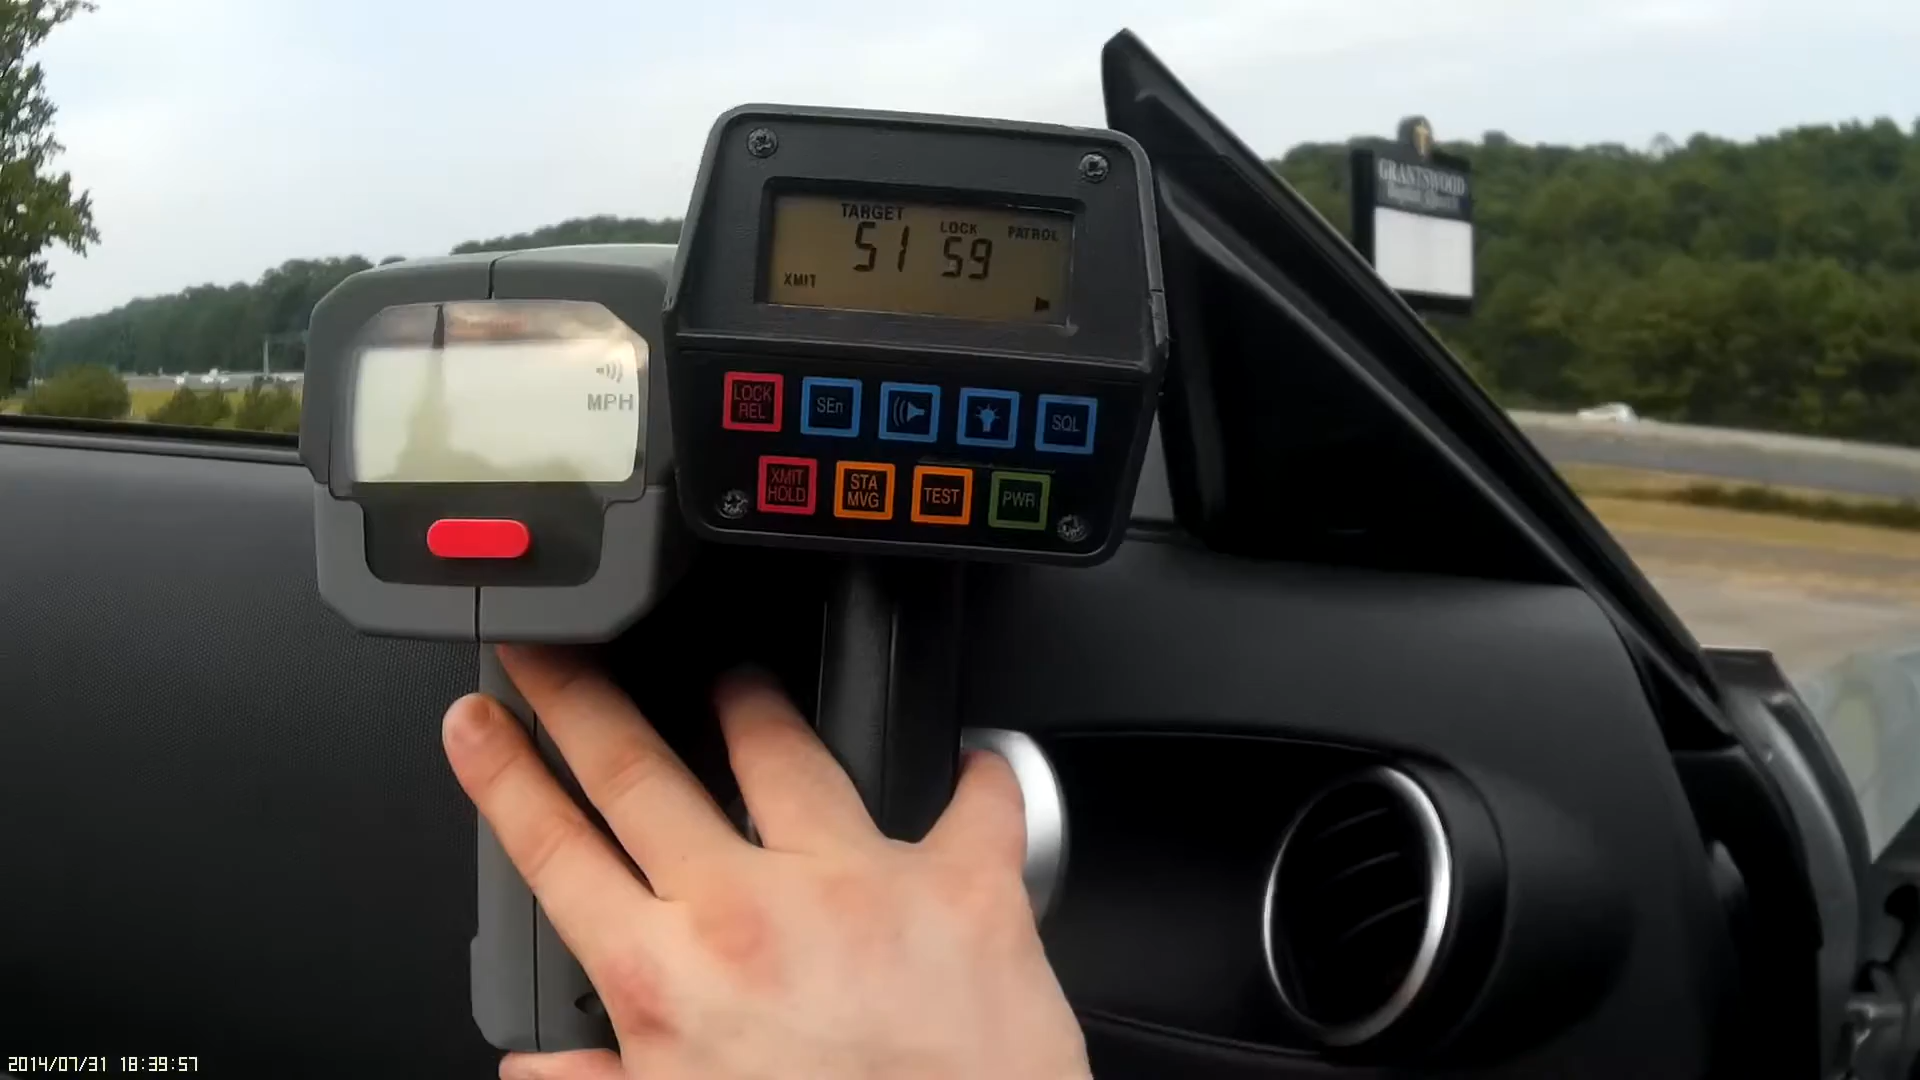 TARGET
LOCK
PATROL
51
59
XMIT
MPH
LOCK
REL
SEn
SQL
XMIT
HOLD
STA
MVG
TEST
PWR
GRANTSWOOD
2014/07/31 18:39:57